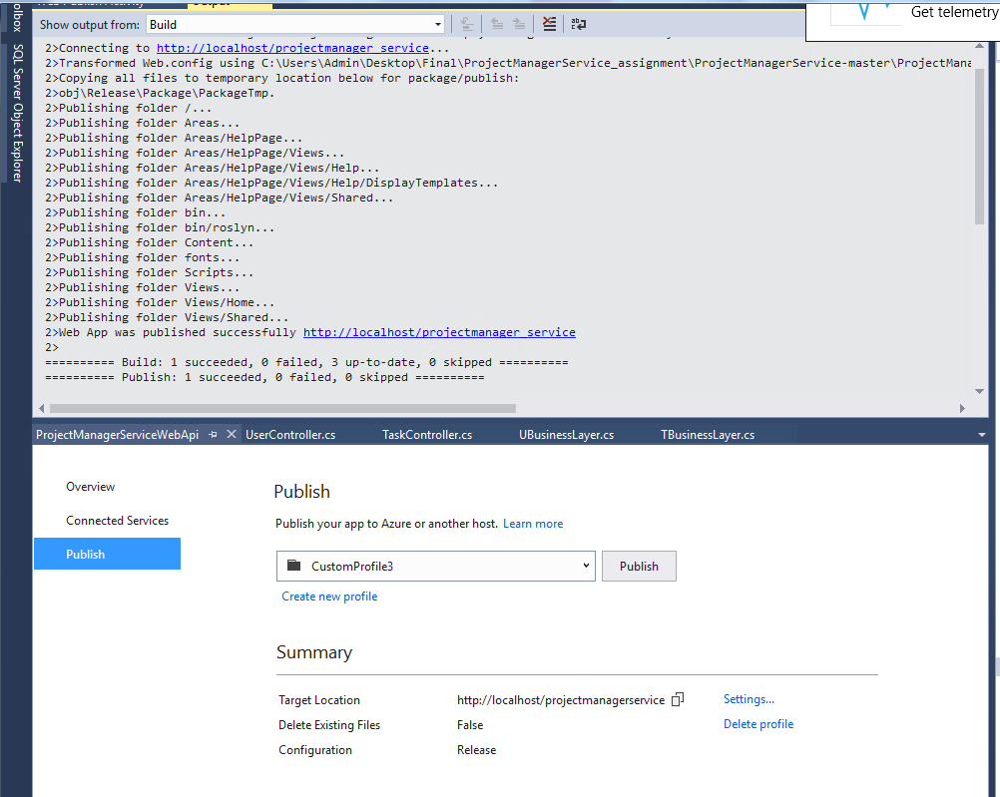 olbox
SQL Server Object Explorer
Get telemetry
Show output from: Build
2>Connecting to http://localhost/projectmanager_service...
2>Transformed Web.config using C:\Users\Admin\Desktop\Final\ProjectManagerService_assignment\ProjectManagerService-master\ProjectMana
2>Copying all files to temporary location below for package/publish:
2>obj\Release\Package\PackageTmp.
2>Publishing folder /...
2>Publishing folder Areas...
2>Publishing folder Areas/HelpPage...
2>Publishing folder Areas/HelpPage/Views...
2>Publishing folder Areas/HelpPage/Views/Help...
2>Publishing folder Areas/HelpPage/Views/Help/DisplayTemplates...
2>Publishing folder Areas/HelpPage/Views/Shared...
2>Publishing folder bin...
2>Publishing folder bin/roslyn...
2>Publishing folder Content...
2>Publishing folder fonts...
2>Publishing folder Scripts...
2>Publishing folder Views...
2>Publishing folder Views/Home...
2>Publishing folder Views/Shared...
2>Web App was published successfully http://localhost/projectmanager_service
2>
========== Build: 1 succeeded, 0 failed, 3 up-to-date, 0 skipped ==========
========== Publish: 1 succeeded, 0 failed, 0 skipped ==========
ProjectManagerServiceWebApi UserController.cs TaskController.cs UBusinessLayer.cs TBusinessLayer.cs
Overview
Connected Services
Publish
Publish
Publish your app to Azure or another host. Learn more
CustomProfile3 Publish
Create new profile
Summary
Target Location http://localhost/projectmanagerservice Settings...
Delete Existing Files False Delete profile
Configuration Release